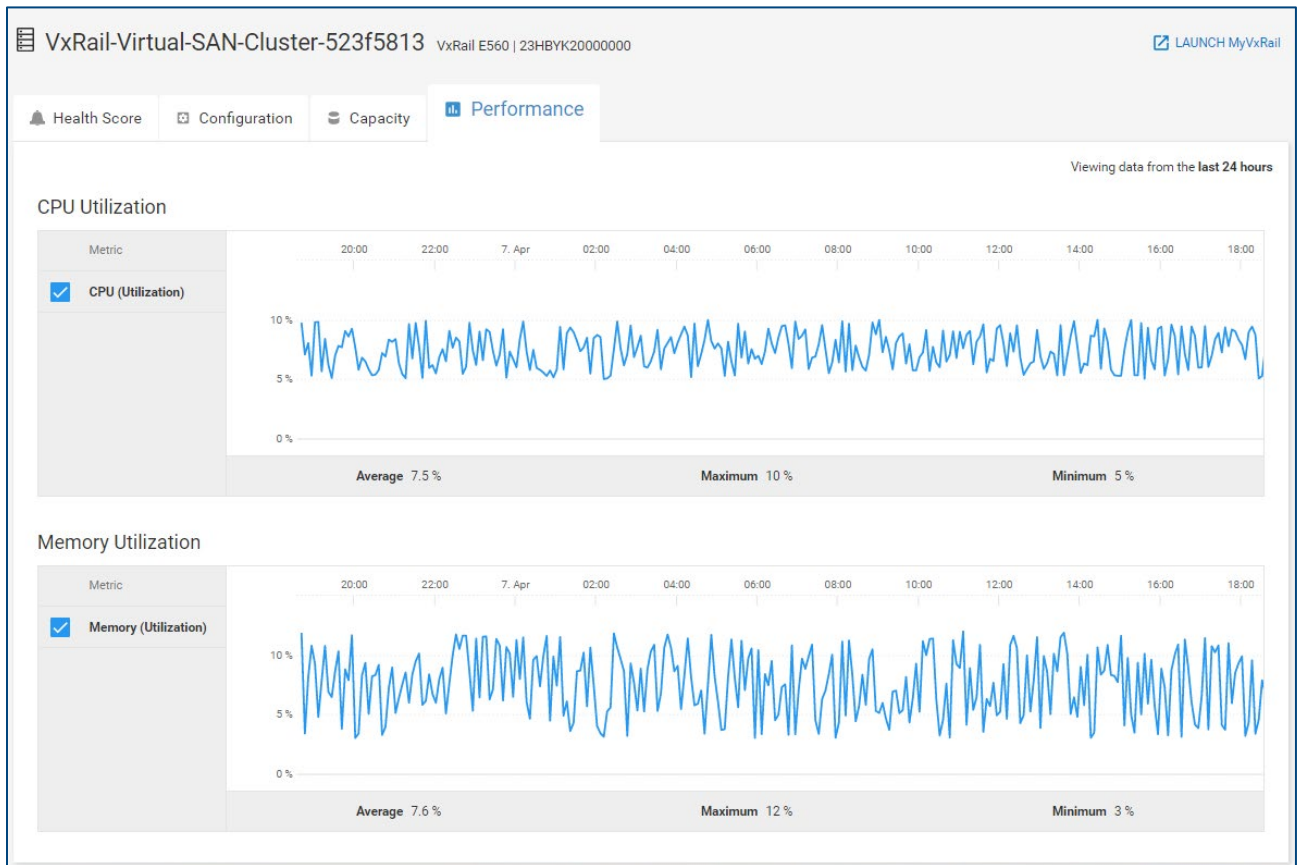 VxRail-Virtual-SAN-Cluster-523f5813 VxRail E560 | 23HBYK20000000 LAUNCH MyVxRail
Health Score Configuration Capacity Performance
Viewing data from the last 24 hours
CPU Utilization
Metric 20:00 22:00 7. Apr 02:00 04:00 06:00 08:00 10:00 12:00 14:00 16:00 18:00
CPU (Utilization)
10 %
5 %
0 %
Average 7.5 % Maximum 10 % Minimum 5 %
Memory Utilization
Metric 20:00 22:00 7. Apr 02:00 04:00 06:00 08:00 10:00 12:00 14:00 16:00 18:00
Memory (Utilization)
10 %
5 %
0 %
Average 7.6 % Maximum 12 % Minimum 3 %